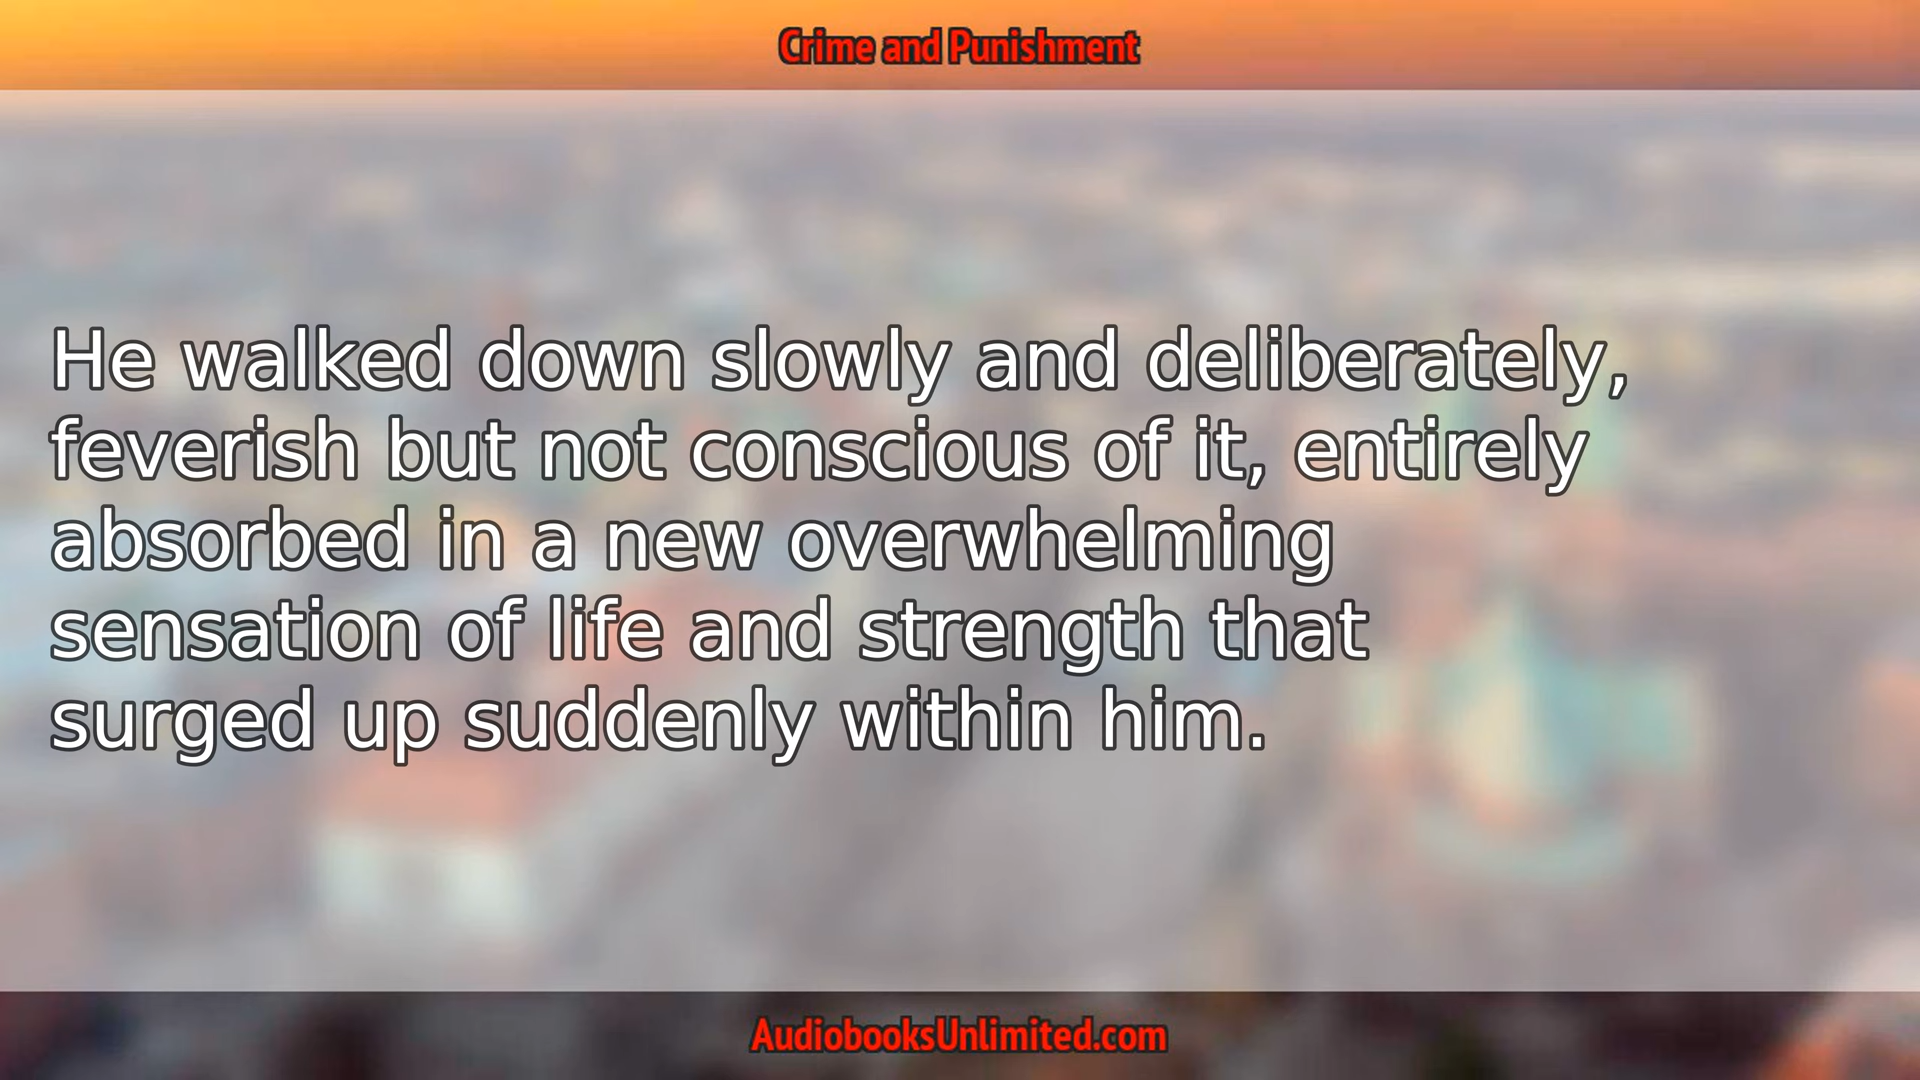 Crime and Punishment
He walked down slowly and deliberately,
feverish but not conscious of it, entirely
absorbed in a new overwhelming
sensation of life and strength that
surged up suddenly within him.
AudiobooksUnlimited.com